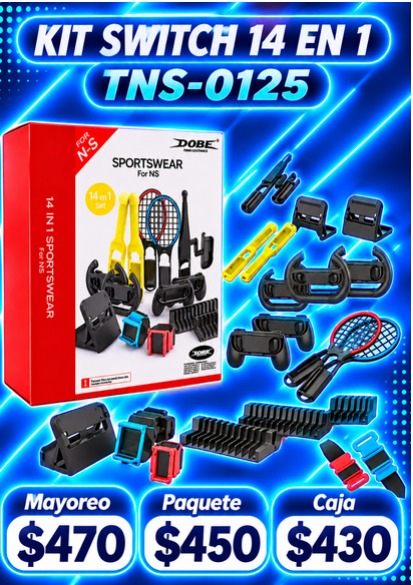 KIT SWITCH 14 EN 1
TNS-0125
FOR
N-S
DOBE
SPORTSWEAR
For NS
14 in 1
Set
14 IN 1 SPORTSWEAR
For NS
DOBE
Mayoreo
$470
Paquete
$450
Caja
$430